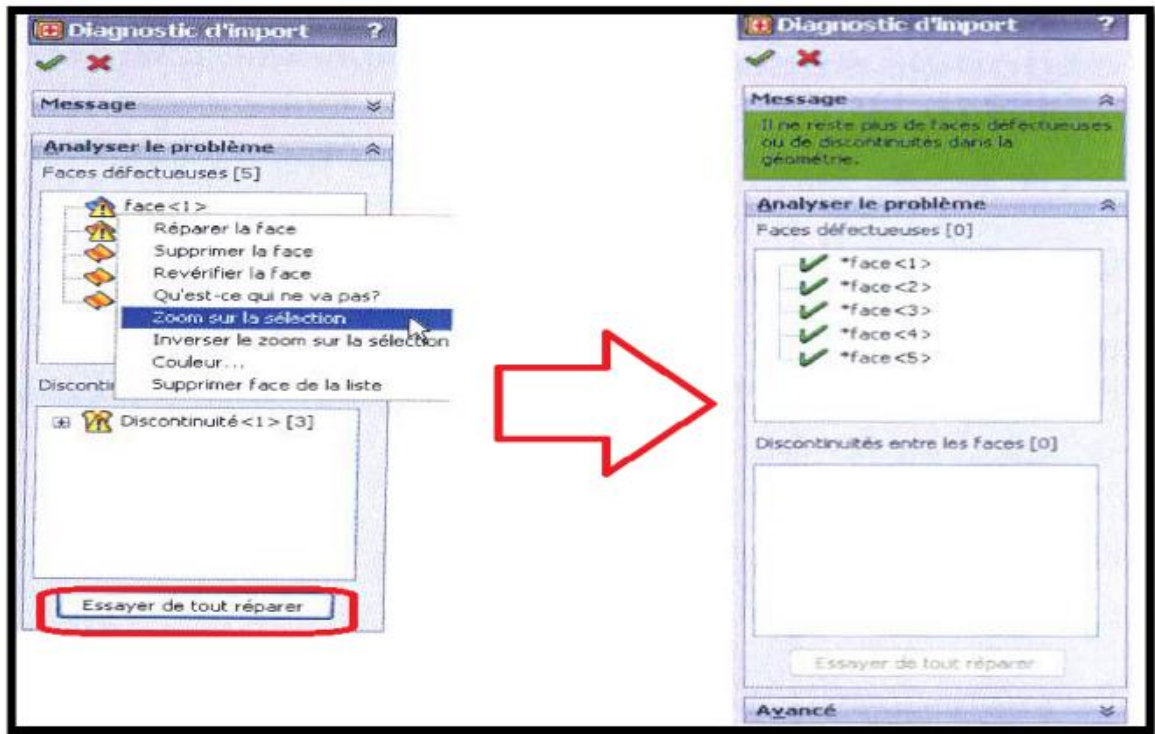 Diagnostic d'import ?
Message
Analyser le problème
Faces défectueuses [5]
face<1>
Réparer la face
Supprimer la face
Revérifier la face
Qu'est-ce qui ne va pas?
Zoom sur la sélection
Inverser le zoom sur la sélection
Couleur...
Supprimer face de la liste
Disconti
Discontinuité<1> [3]
Essayer de tout réparer
Diagnostic d'import ?
Message
Il ne reste plus de faces défectueuses
ou de discontinuités dans la
géométrie.
Analyser le problème
Faces défectueuses [0]
*face<1>
*face<2>
*face<3>
*face<4>
*face<5>
Discontinuités entre les faces [0]
Essayer de tout réparer
Avancé